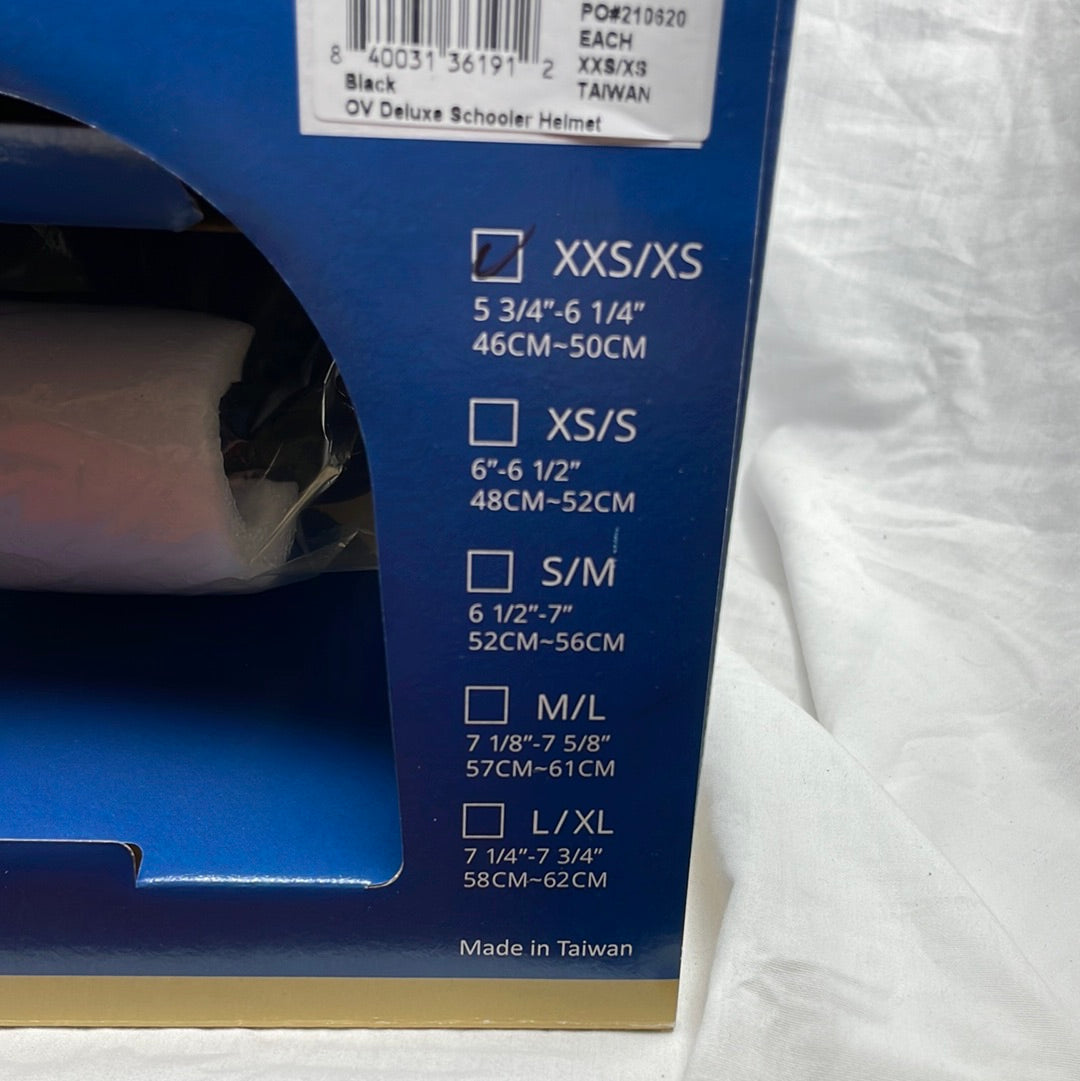 PO#210620
EACH
8 40031 36191 2 XXS/XS
Black TAIWAN
OV Deluxe Schooler Helmet
XXS/XS
5 3/4"-6 1/4"
46CM~50CM
XS/S
6"-6 1/2"
48CM~52CM
S/M
6 1/2"-7"
52CM~56CM
M/L
7 1/8"-7 5/8"
57CM~61CM
L/XL
7 1/4"-7 3/4"
58CM~62CM
Made in Taiwan